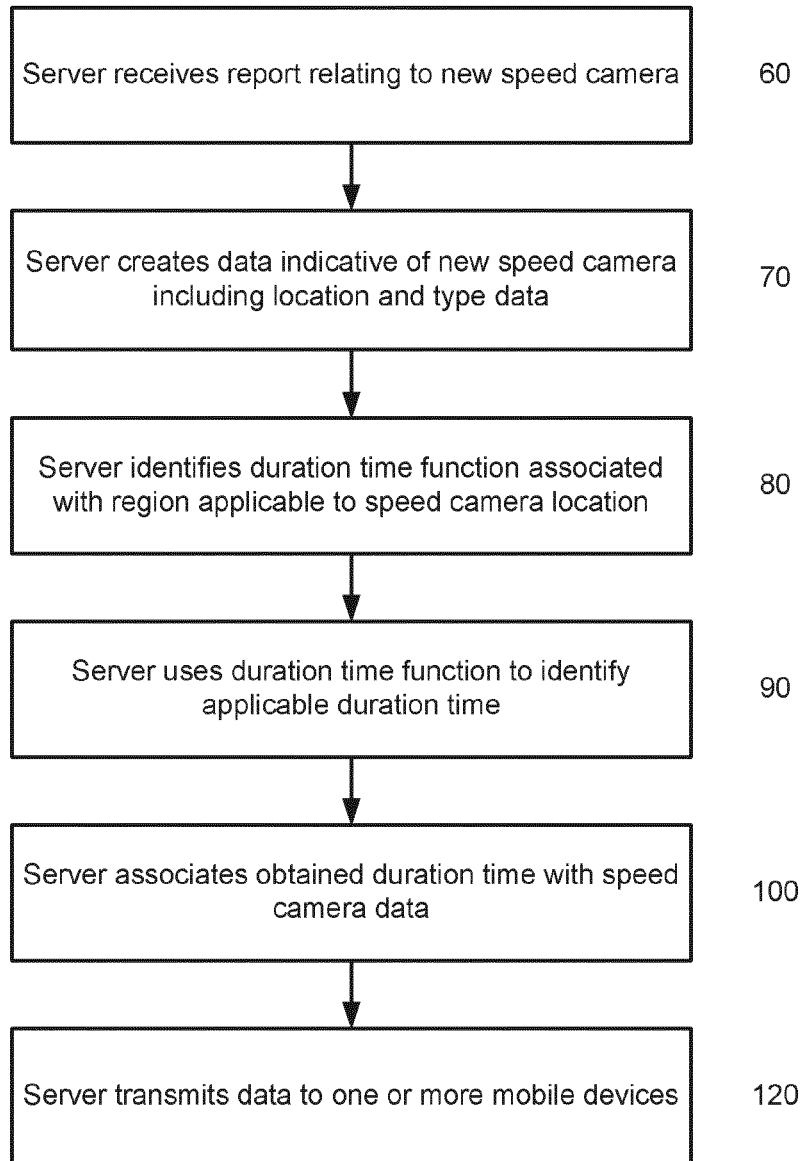 Server receives report relating to new speed camera
60
Server creates data indicative of new speed camera
including location and type data
70
Server identifies duration time function associated
with region applicable to speed camera location
80
Server uses duration time function to identify
applicable duration time
90
Server associates obtained duration time with speed
camera data
100
Server transmits data to one or more mobile devices
120